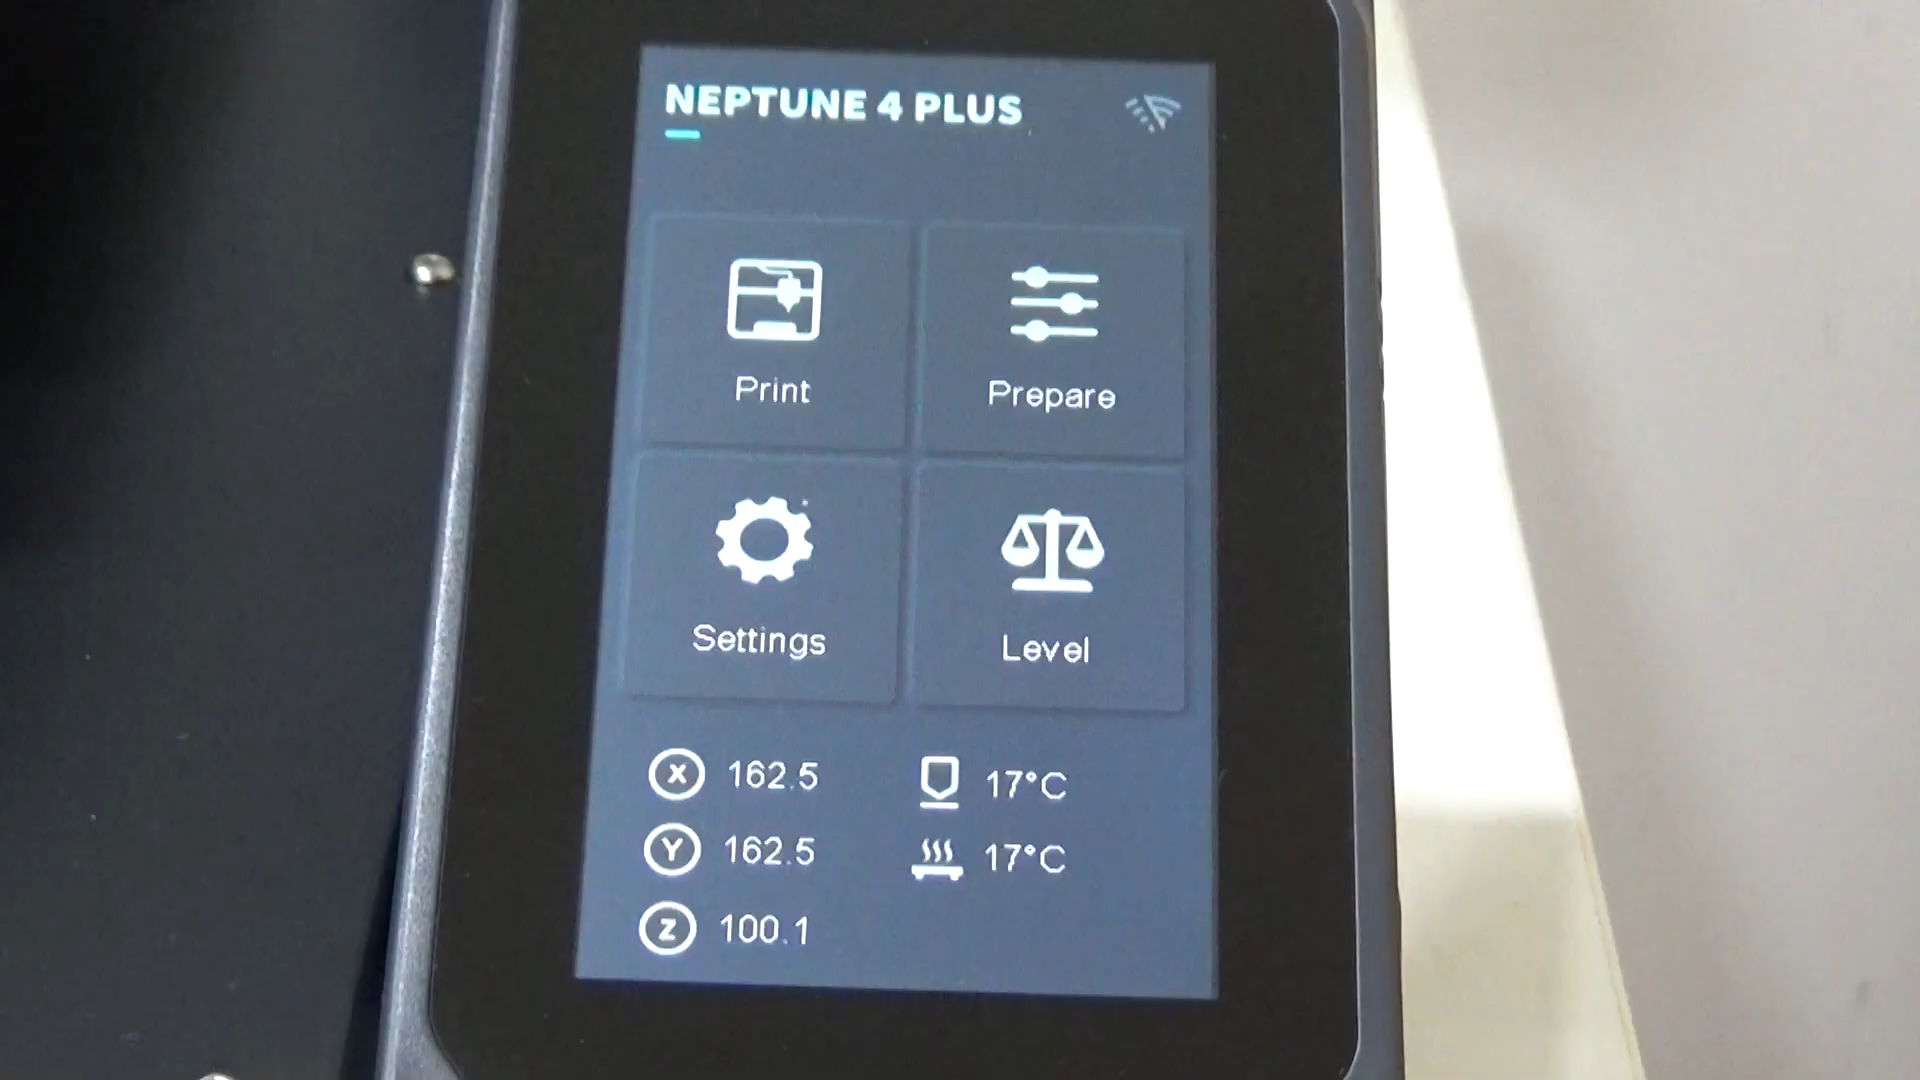 NEPTUNE 4 PLUS
Print
Prepare
Settings
Level
X 162.5
17°C
Y 162.5
17°C
Z 100.1